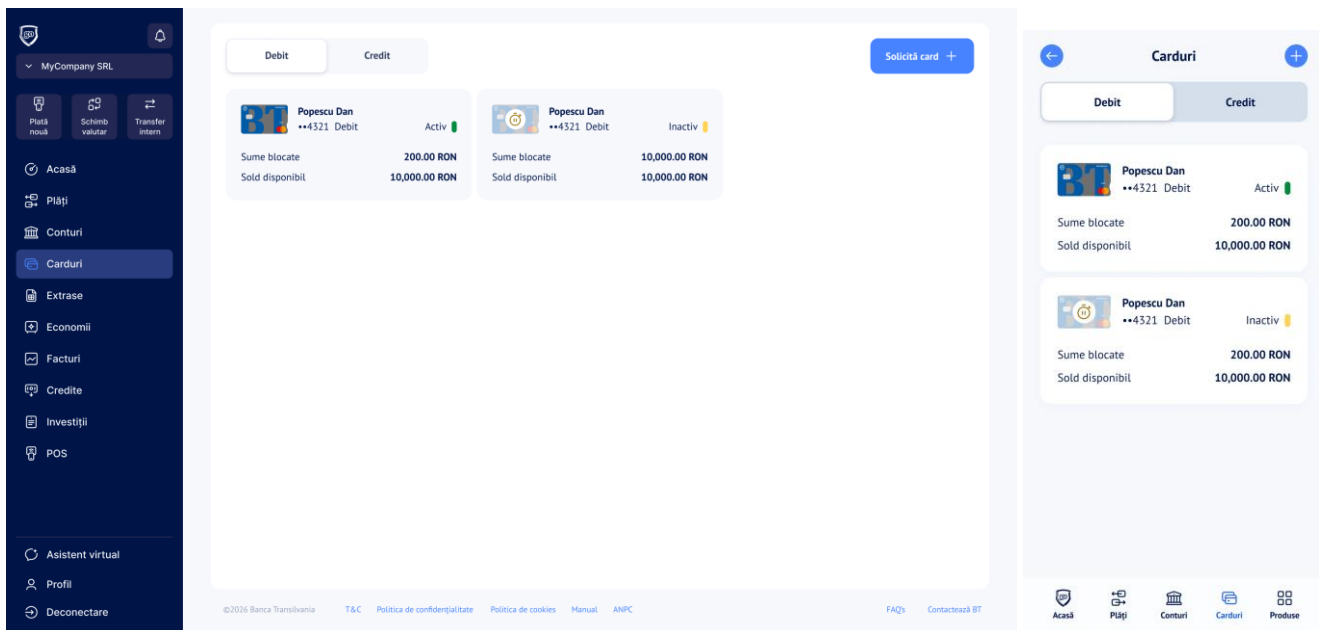 MyCompany SRL
Plată nouă
Schimb valutar
Transfer intern
Acasă
Plăți
Conturi
Carduri
Extrase
Economii
Facturi
Credite
Investiții
POS
Asistent virtual
Profil
Deconectare
Debit Credit Solicită card +
BT Popescu Dan
••4321 Debit Activ
Sume blocate 200.00 RON
Sold disponibil 10,000.00 RON
Popescu Dan
••4321 Debit Inactiv
Sume blocate 10,000.00 RON
Sold disponibil 10,000.00 RON
©2026 Banca Transilvania T&C Politica de confidențialitate Politica de cookies Manual ANPC FAQ's Contactează BT
Carduri
Debit Credit
BT Popescu Dan
••4321 Debit Activ
Sume blocate 200.00 RON
Sold disponibil 10,000.00 RON
Popescu Dan
••4321 Debit Inactiv
Sume blocate 200.00 RON
Sold disponibil 10,000.00 RON
Acasă Plăți Conturi Carduri Produse